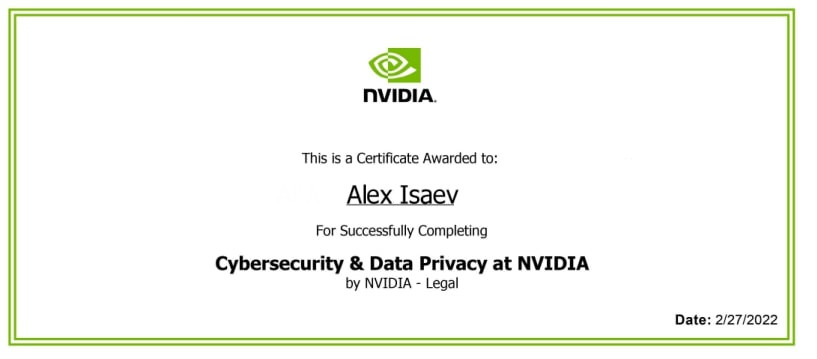 NVIDIA.
This is a Certificate Awarded to:
Alex Isaev
For Successfully Completing
Cybersecurity & Data Privacy at NVIDIA
by NVIDIA - Legal
Date: 2/27/2022